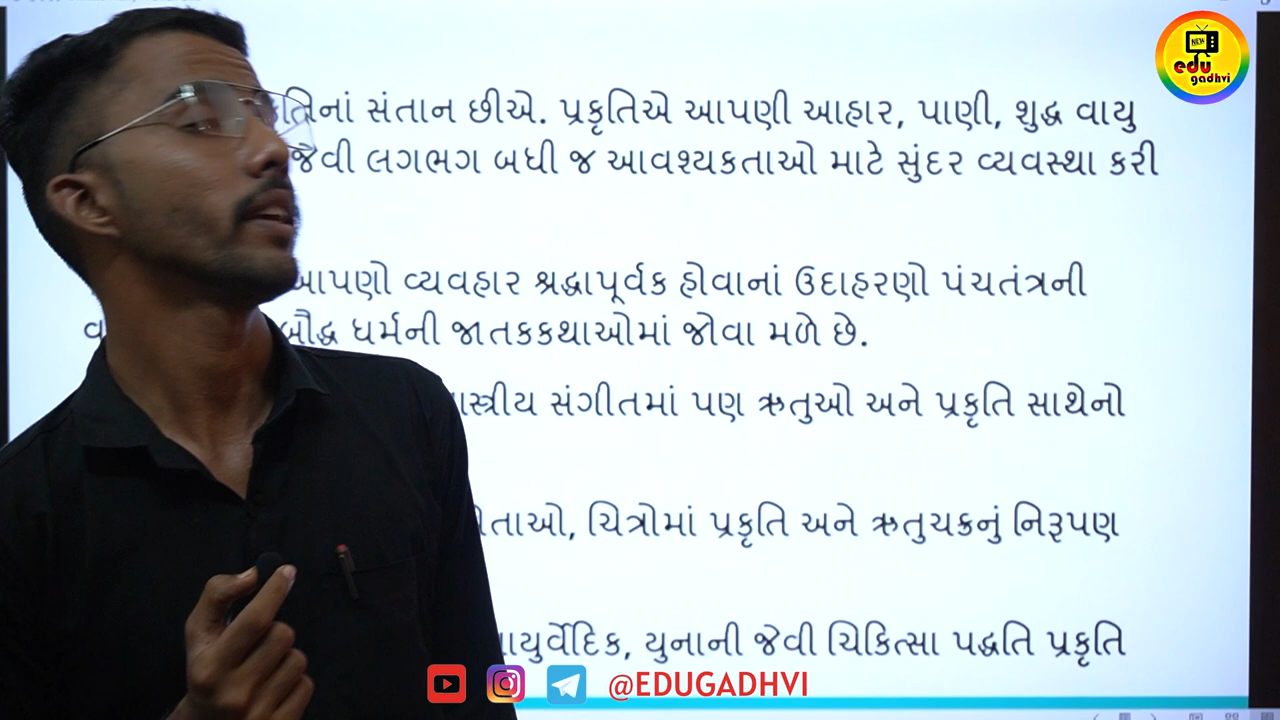 NEW
edu
gadhvi
સંતાન છીએ. પ્રકૃતિએ આપણી આહાર, પાણી, શુદ્ધ વાયુ
જેવી લગભગ બધી જ આવશ્યકતાઓ માટે સુંદર વ્યવસ્થા કરી
આપણો વ્યવહાર શ્રદ્ધાપૂર્વક હોવાનાં ઉદાહરણો પંચતંત્રની
બૌદ્ધ ધર્મની જાતકકથાઓમાં જોવા મળે છે.
સંગીતમાં પણ ઋતુઓ અને પ્રકૃતિ સાથેનો
ચિત્રોમાં પ્રકૃતિ અને ઋતુચક્રનું નિરૂપણ
યુનાની જેવી ચિકિત્સા પદ્ધતિ પ્રકૃતિ
@EDUGADHVI